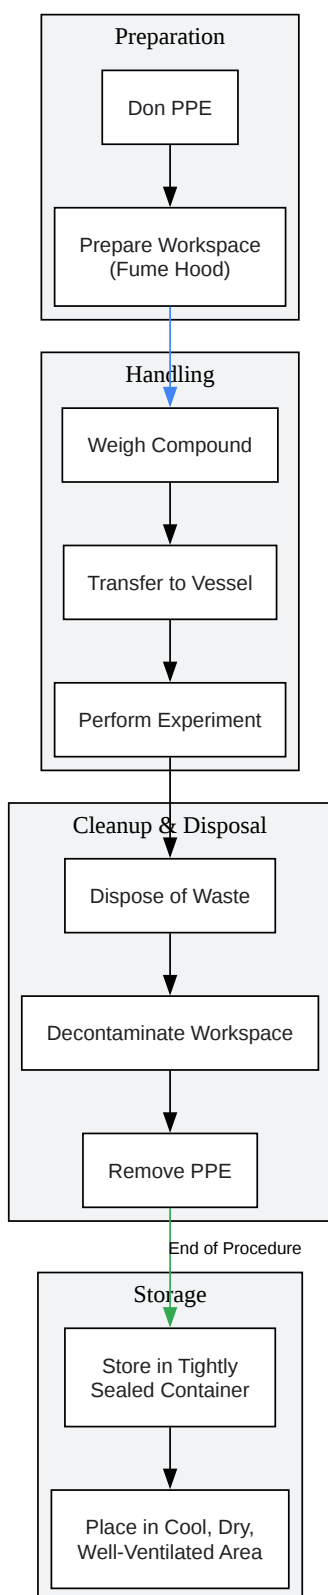 Preparation
Don PPE
Prepare Workspace
(Fume Hood)
Handling
Weigh Compound
Transfer to Vessel
Perform Experiment
Cleanup & Disposal
Dispose of Waste
Decontaminate Workspace
Remove PPE
End of Procedure
Storage
Store in Tightly
Sealed Container
Place in Cool, Dry,
Well-Ventilated Area